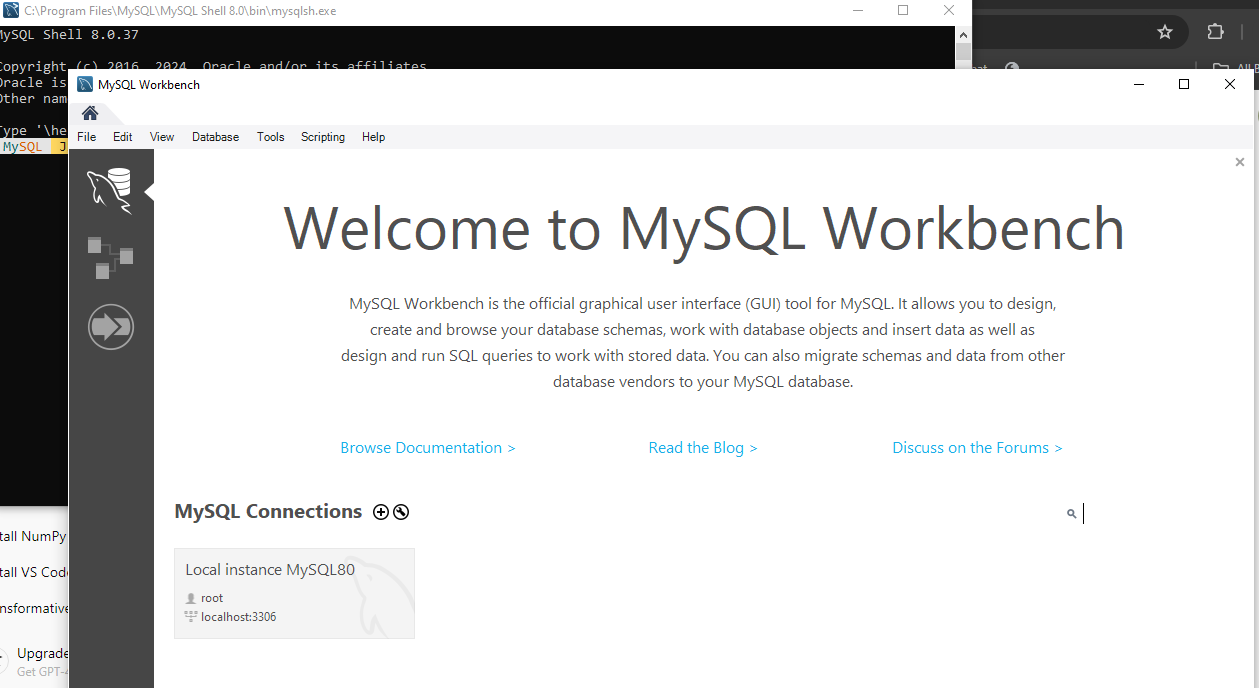 C:\Program Files\MySQL\MySQL Shell 8.0\bin\mysqlsh.exe
MySQL Shell 8.0.37
Copyright (c) 2016, 2024, Oracle and/or its affiliates.
Oracle is
Other nam
Type '\he
MySQL J
MySQL Workbench
File Edit View Database Tools Scripting Help
Welcome to MySQL Workbench
MySQL Workbench is the official graphical user interface (GUI) tool for MySQL. It allows you to design,
create and browse your database schemas, work with database objects and insert data as well as
design and run SQL queries to work with stored data. You can also migrate schemas and data from other
database vendors to your MySQL database.
Browse Documentation > Read the Blog > Discuss on the Forums >
MySQL Connections
Local instance MySQL80
root
localhost:3306
tall NumPy
tall VS Code
nsformative
Upgrade
Get GPT-4
All B